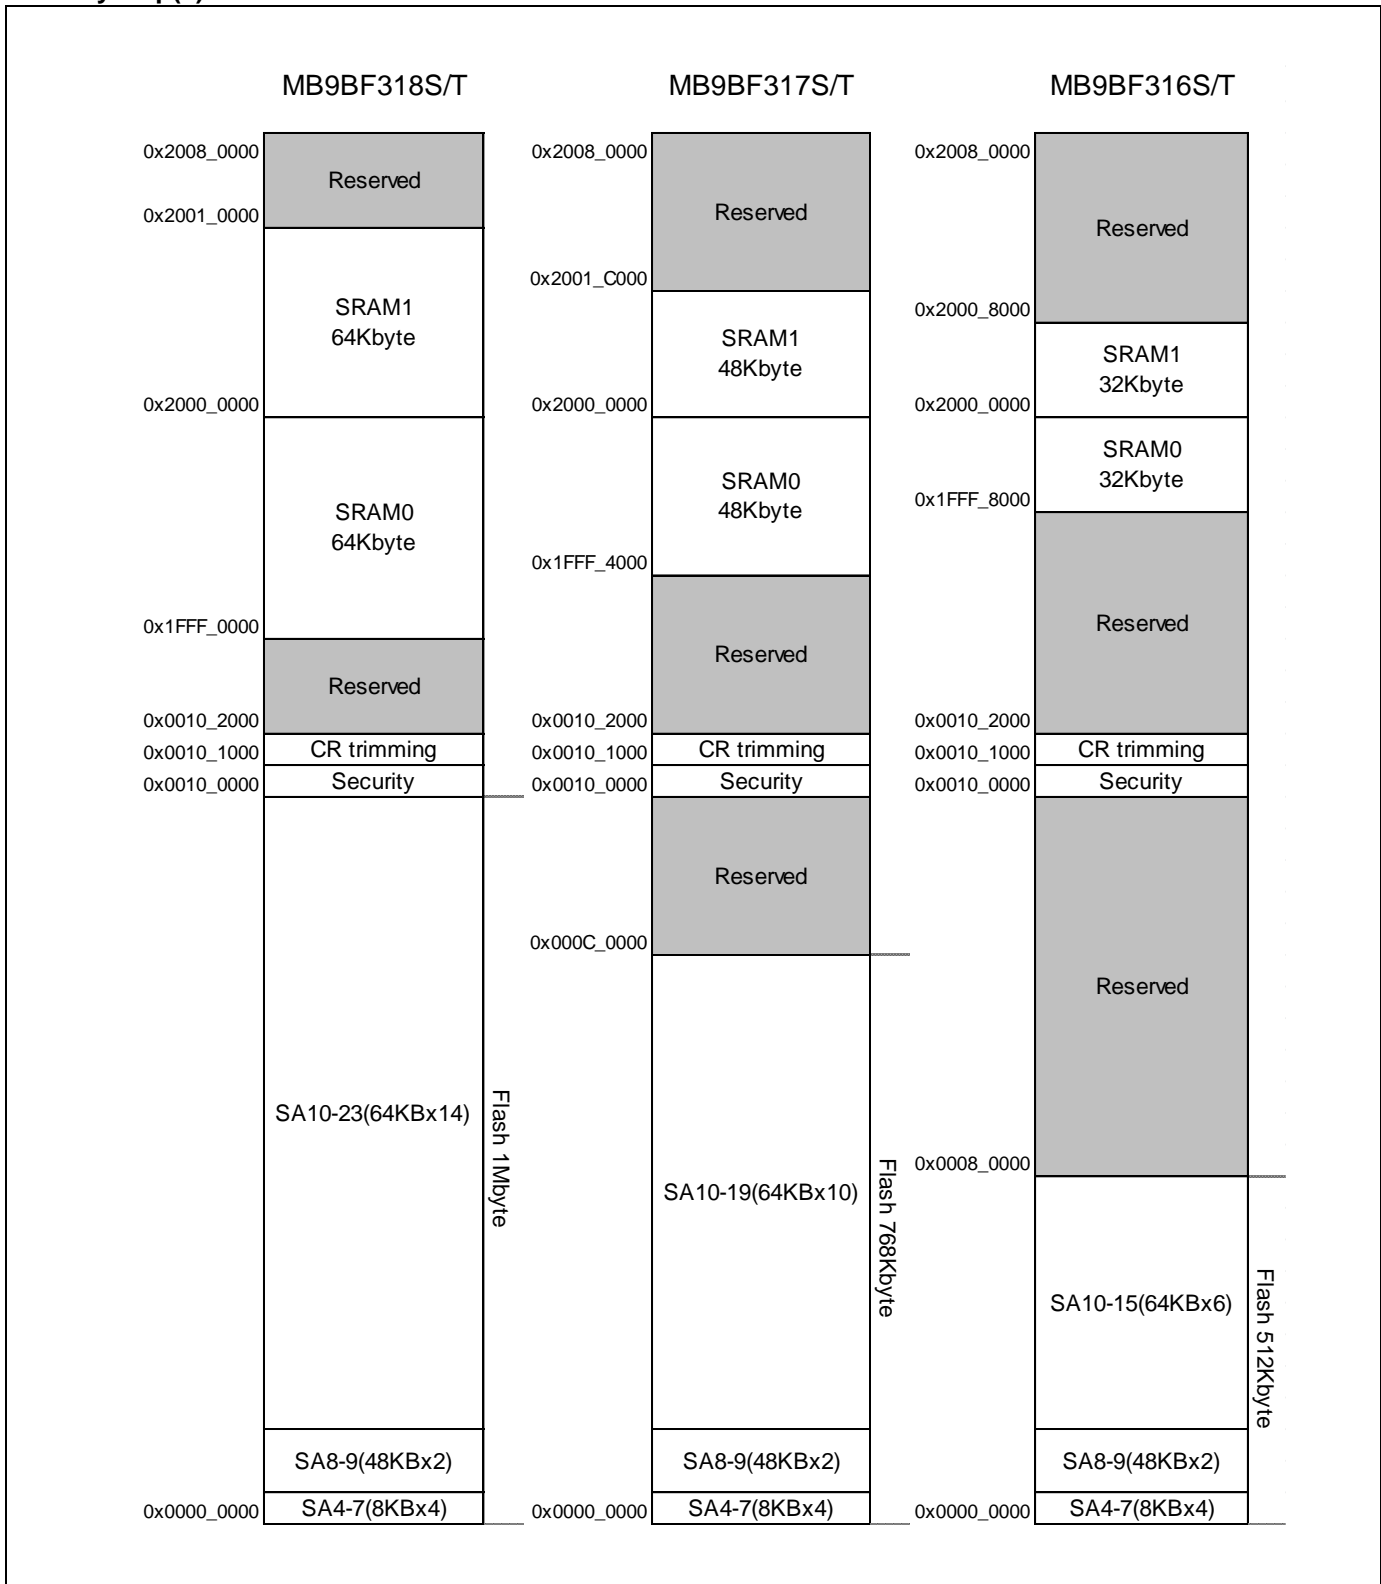 MB9BF318S/T
0x2008_0000
Reserved
0x2001_0000
SRAM1
64Kbyte
0x2000_0000
SRAM0
64Kbyte
0x1FFF_0000
Reserved
0x0010_2000
0x0010_1000
CR trimming
0x0010_0000
Security
SA10-23(64KBx14)
Flash 1Mbyte
SA8-9(48KBx2)
0x0000_0000
SA4-7(8KBx4)
MB9BF317S/T
0x2008_0000
Reserved
0x2001_C000
SRAM1
48Kbyte
0x2000_0000
SRAM0
48Kbyte
0x1FFF_4000
Reserved
0x0010_2000
0x0010_1000
CR trimming
0x0010_0000
Security
Reserved
0x000C_0000
SA10-19(64KBx10)
Flash 768Kbyte
SA8-9(48KBx2)
0x0000_0000
SA4-7(8KBx4)
MB9BF316S/T
0x2008_0000
Reserved
0x2000_8000
SRAM1
32Kbyte
0x2000_0000
SRAM0
32Kbyte
0x1FFF_8000
Reserved
0x0010_2000
0x0010_1000
CR trimming
0x0010_0000
Security
Reserved
0x0008_0000
SA10-15(64KBx6)
Flash 512Kbyte
SA8-9(48KBx2)
0x0000_0000
SA4-7(8KBx4)